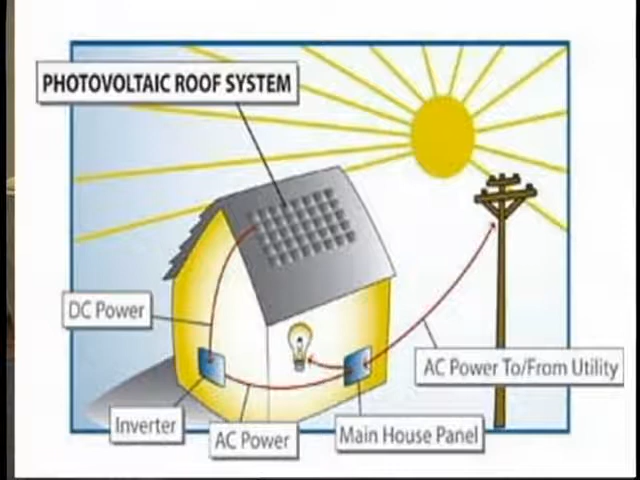 PHOTOVOLTAIC ROOF SYSTEM
DC Power
AC Power To/From Utility
Inverter
AC Power
Main House Panel